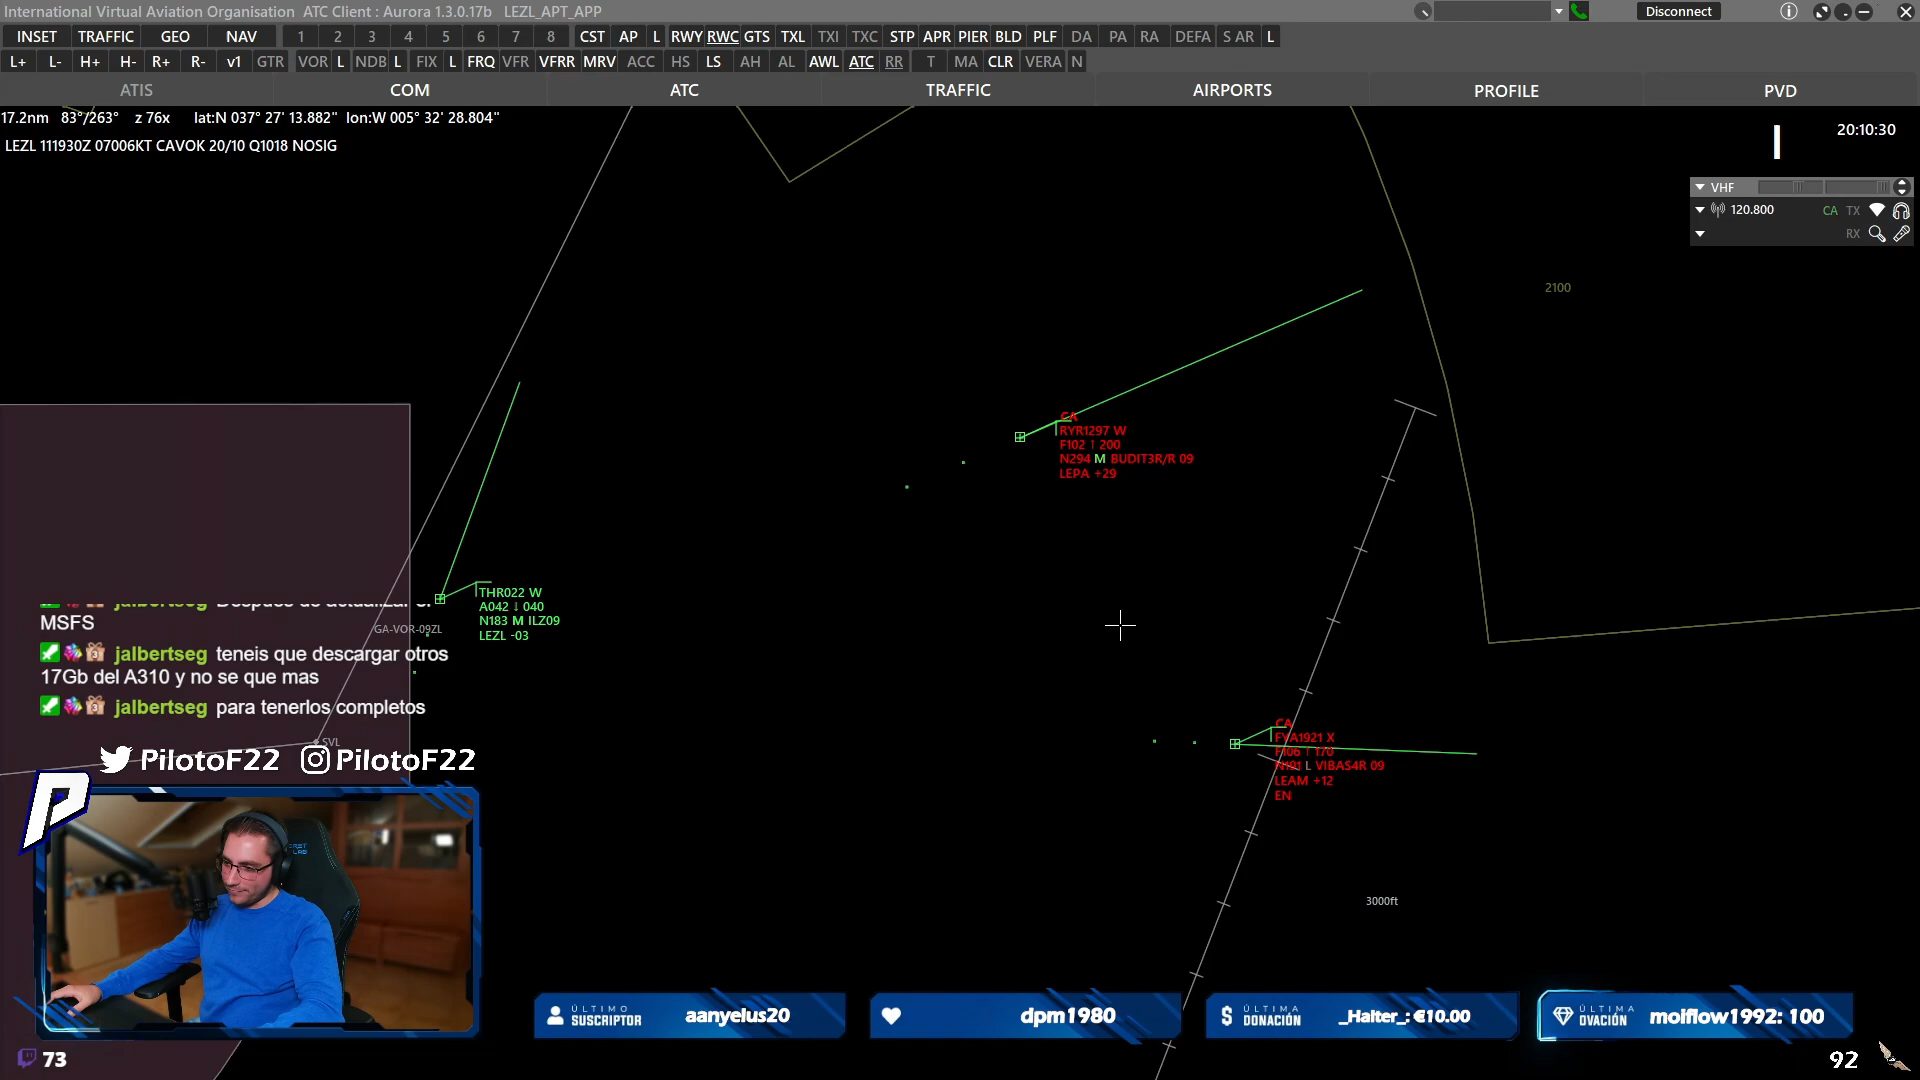 International Virtual Aviation Organisation ATC Client : Aurora 1.3.0.17b LEZL_APT_APP
Disconnect
INSET TRAFFIC GEO NAV 1 2 3 4 5 6 7 8 CST AP L RWY RWC GTS TXL TXI TXC STP APR PIER BLD PLF DA PA RA DEFA S AR L
L+ L- H+ H- R+ R- v1 GTR VOR L NDB L FIX L FRQ VFR VFRR MRV ACC HS LS AH AL AWL ATC RR T MA CLR VERA N
ATIS COM ATC TRAFFIC AIRPORTS PROFILE PVD
17.2nm 83°/263° z 76x lat:N 037° 27' 13.882" lon:W 005° 32' 28.804"
20:10:30
LEZL 111930Z 07006KT CAVOK 20/10 Q1018 NOSIG
VHF
120.800 CA TX
RX
2100
CA
RYR1297 W
F102 ↑ 200
N294 M BUDIT3R/R 09
LEPA +29
THR022 W
A042 ↓ 040
N183 M ILZ09
LEZL -03
GA-VOR-09ZL
MSFS
jalbertseg teneis que descargar otros
17Gb del A310 y no se que mas
jalbertseg para tenerlos completos
SVL
PilotoF22 PilotoF22
CA
FYA1921 X
F106 ↑ 170
N191 L VIBAS4R 09
LEAM +12
EN
3000ft
P
ÚLTIMO
SUSCRIPTOR aanyelus20
dpm1980
ÚLTIMA
DONACIÓN _Halter_: €10.00
ÚLTIMA
OVACIÓN moiflow1992: 100
73
92